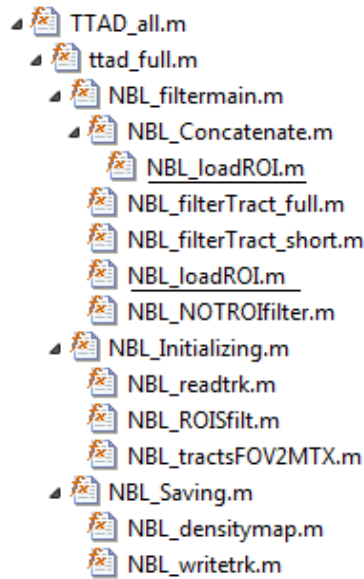 TTAD_all.m
ttad_full.m
NBL_filtermain.m
NBL_Concatenate.m
NBL_loadROI.m
NBL_filterTract_full.m
NBL_filterTract_short.m
NBL_loadROI.m
NBL_NOTROIfilter.m
NBL_Initializing.m
NBL_readtrk.m
NBL_ROISfilt.m
NBL_tractsFOV2MTX.m
NBL_Saving.m
NBL_densitymap.m
NBL_writetrk.m